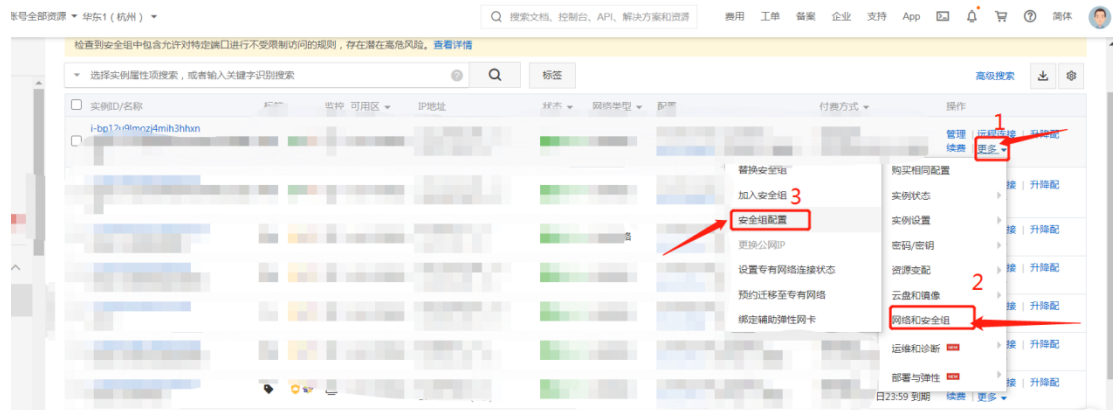 账号全部资源 华东1（杭州） 搜索文档、控制台、API、解决方案和资源 费用 工单 备案 企业 支持 App 简体
检查到安全组中包含允许对特定端口进行不受限制访问的规则，存在潜在高危风险。查看详情
选择实例属性项搜索，或者输入关键字识别搜索 标签 高级搜索
实例ID/名称 监控 可用区 IP地址 状态 网络类型 配置 付费方式 操作
i-bp12u9lmozj4mih3hhxn
1
管理 | 远程连接 | 升降配
续费 | 更多
替换安全组 购买相同配置
加入安全组 3 实例状态 接 | 升降配
安全组配置 实例设置 接 | 升降配
更换公网IP 密码/密钥
设置专有网络连接状态 资源变配 接 | 升降配
预约迁移至专有网络 云盘和镜像 2 接 | 升降配
绑定辅助弹性网卡 网络和安全组
运维和诊断 NEW 接 | 升降配
部署与弹性 NEW 接 | 升降配
日23:59 到期 续费 | 更多